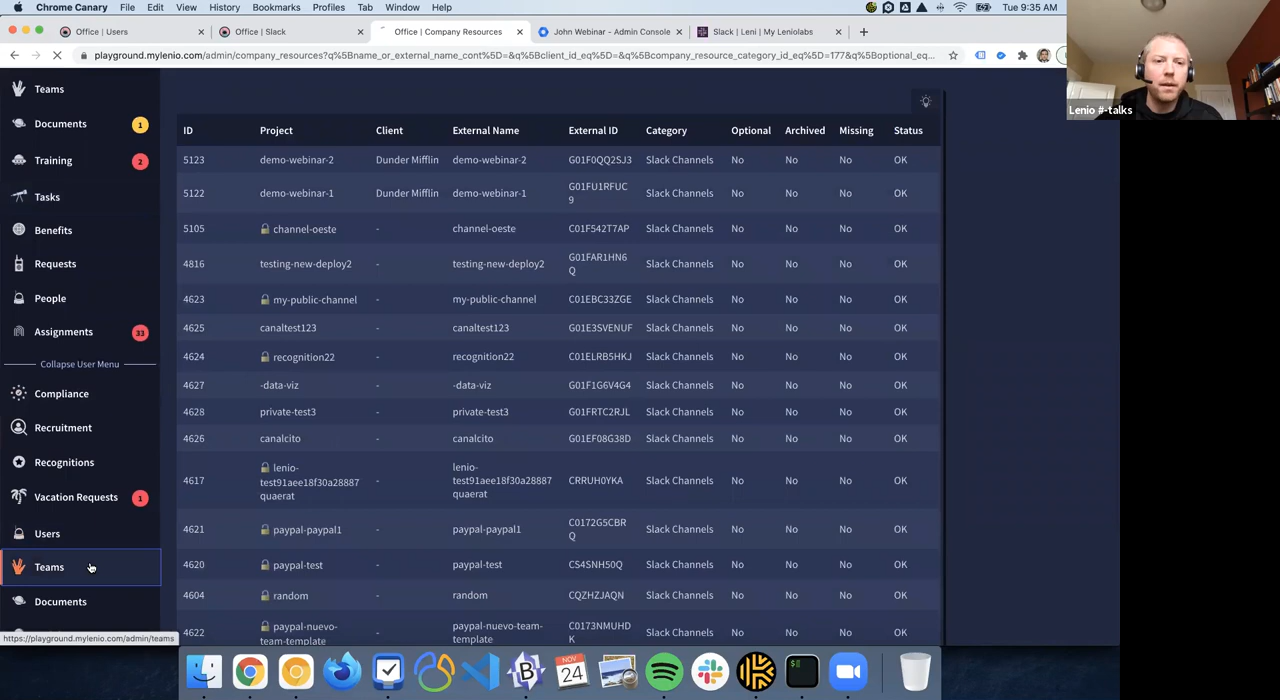 Chrome Canary File Edit View History Bookmarks Profiles Tab Window Help
Tue 9:35 AM
Office | Users
Office | Slack
Office | Company Resources
John Webinar - Admin Console
Slack | Leni | My Leniolabs
playground.mylenio.com/admin/company_resources?q%5Bname_or_external_name_cont%5D=&q%5Bclient_id_eq%5D=&q%5Bcompany_resource_category_id_eq%5D=177&q%5Boptional_eq...
Lenio #-talks
Teams
Documents 1
Training 2
Tasks
Benefits
Requests
People
Assignments 33
Collapse User Menu
Compliance
Recruitment
Recognitions
Vacation Requests 1
Users
Teams
Documents
https://playground.mylenio.com/admin/teams
ID Project Client External Name External ID Category Optional Archived Missing Status
5123 demo-webinar-2 Dunder Mifflin demo-webinar-2 G01F0QQ2SJ3 Slack Channels No No No OK
5122 demo-webinar-1 Dunder Mifflin demo-webinar-1 G01FU1RFUC9 Slack Channels No No No OK
5105 channel-oeste - channel-oeste C01F542T7AP Slack Channels No No No OK
4816 testing-new-deploy2 - testing-new-deploy2 G01FAR1HN6Q Slack Channels No No No OK
4623 my-public-channel - my-public-channel C01EBC33ZGE Slack Channels No No No OK
4625 canaltest123 - canaltest123 G01E3SVENUF Slack Channels No No No OK
4624 recognition22 - recognition22 C01ELRB5HKJ Slack Channels No No No OK
4627 -data-viz - -data-viz G01F1G6V4G4 Slack Channels No No No OK
4628 private-test3 - private-test3 G01FRTC2RJL Slack Channels No No No OK
4626 canalcito - canalcito G01EF08G38D Slack Channels No No No OK
4617 lenio-test91aee18f30a28887quaerat - lenio-test91aee18f30a28887quaerat CRRUH0YKA Slack Channels No No No OK
4621 paypal-paypal1 - paypal-paypal1 C0172G5CBRQ Slack Channels No No No OK
4620 paypal-test - paypal-test CS4SNH50Q Slack Channels No No No OK
4604 random - random CQZHZJAQN Slack Channels No No No OK
4622 paypal-nuevo-team-template - paypal-nuevo-team-template C0173NMUHDK Slack Channels No No No OK
NOV
24